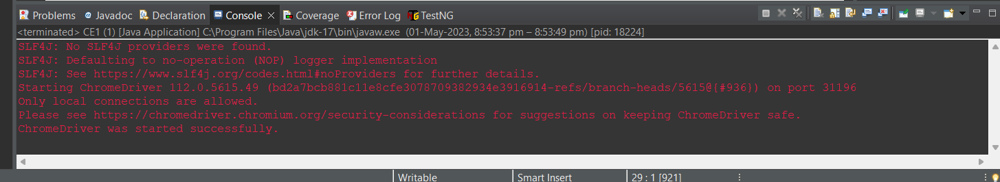 Problems @ Javadoc Declaration Console Coverage Error Log TestNG
<terminated> CE1 (1) [Java Application] C:\Program Files\Java\jdk-17\bin\javaw.exe (01-May-2023, 8:53:37 pm – 8:53:49 pm) [pid: 18224]
SLF4J: No SLF4J providers were found.
SLF4J: Defaulting to no-operation (NOP) logger implementation
SLF4J: See https://www.slf4j.org/codes.html#noProviders for further details.
Starting ChromeDriver 112.0.5615.49 (bd2a7bcb881c11e8cfe3078709382934e3916914-refs/branch-heads/5615@{#936}) on port 31196
Only local connections are allowed.
Please see https://chromedriver.chromium.org/security-considerations for suggestions on keeping ChromeDriver safe.
ChromeDriver was started successfully.
Writable Smart Insert 29 : 1 [921]